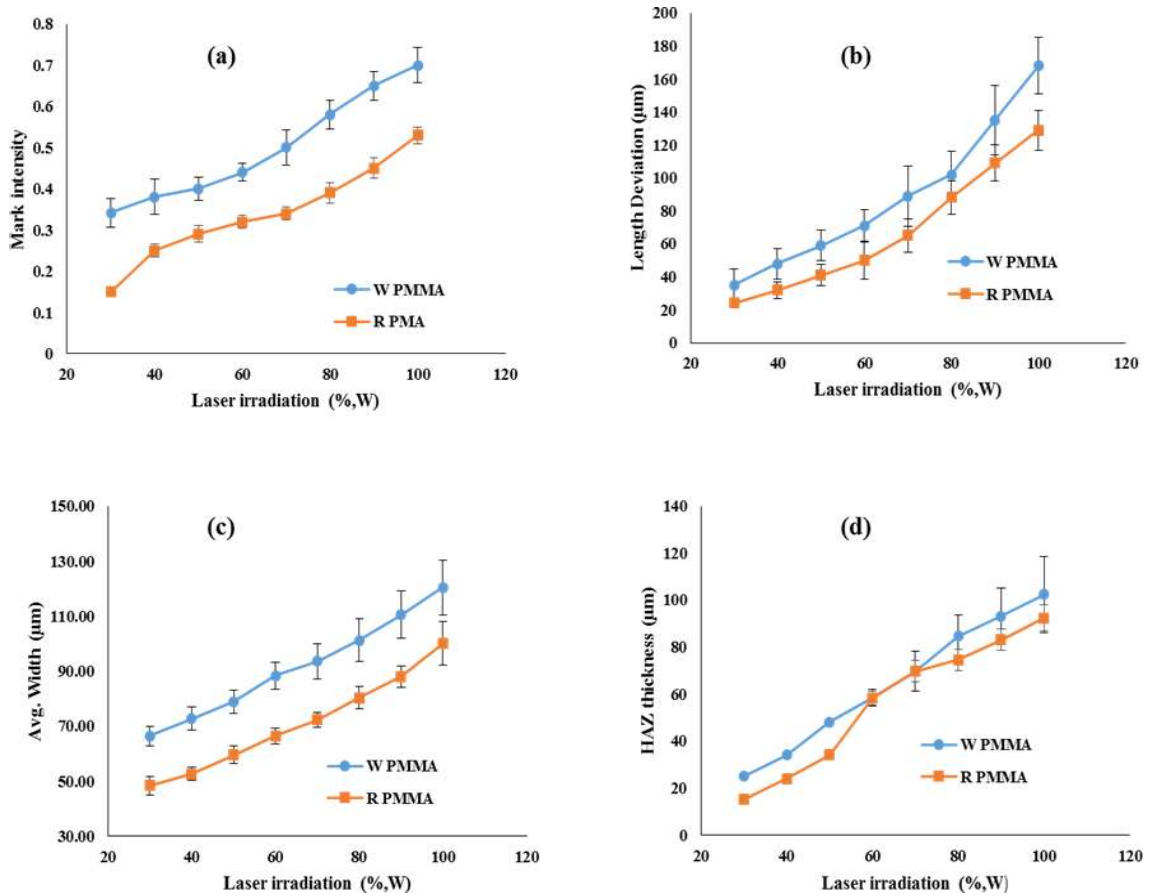 (a)
Mark intensity
0.8
0.7
0.6
0.5
0.4
0.3
0.2
0.1
0
W PMMA
R PMA
20 40 60 80 100 120
Laser irradiation (%,W)
(b)
Length Deviation (µm)
200
180
160
140
120
100
80
60
40
20
0
W PMMA
R PMMA
20 40 60 80 100 120
Laser irradiation (%,W)
(c)
Avg. Width (µm)
150.00
130.00
110.00
90.00
70.00
50.00
30.00
W PMMA
R PMMA
20 40 60 80 100 120
Laser irradiation (%,W)
(d)
HAZ thickness (µm)
140
120
100
80
60
40
20
0
W PMMA
R PMMA
20 40 60 80 100 120
Laser irradiation (%,W)